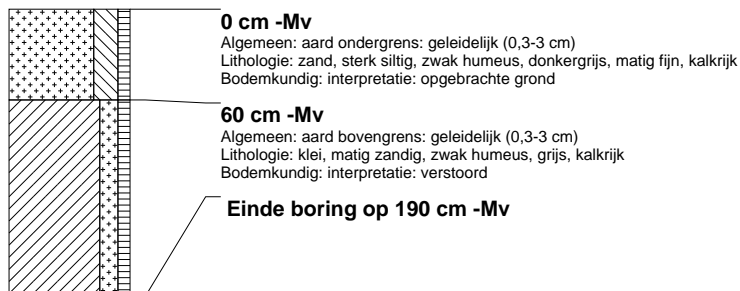 0 cm -Mv
Algemeen: aard ondergrens: geleidelijk (0,3-3 cm)
Lithologie: zand, sterk siltig, zwak humeus, donkergrijs, matig fijn, kalkrijk
Bodemkundig: interpretatie: opgebrachte grond
60 cm -Mv
Algemeen: aard bovengrens: geleidelijk (0,3-3 cm)
Lithologie: klei, matig zandig, zwak humeus, grijs, kalkrijk
Bodemkundig: interpretatie: verstoord
Einde boring op 190 cm -Mv